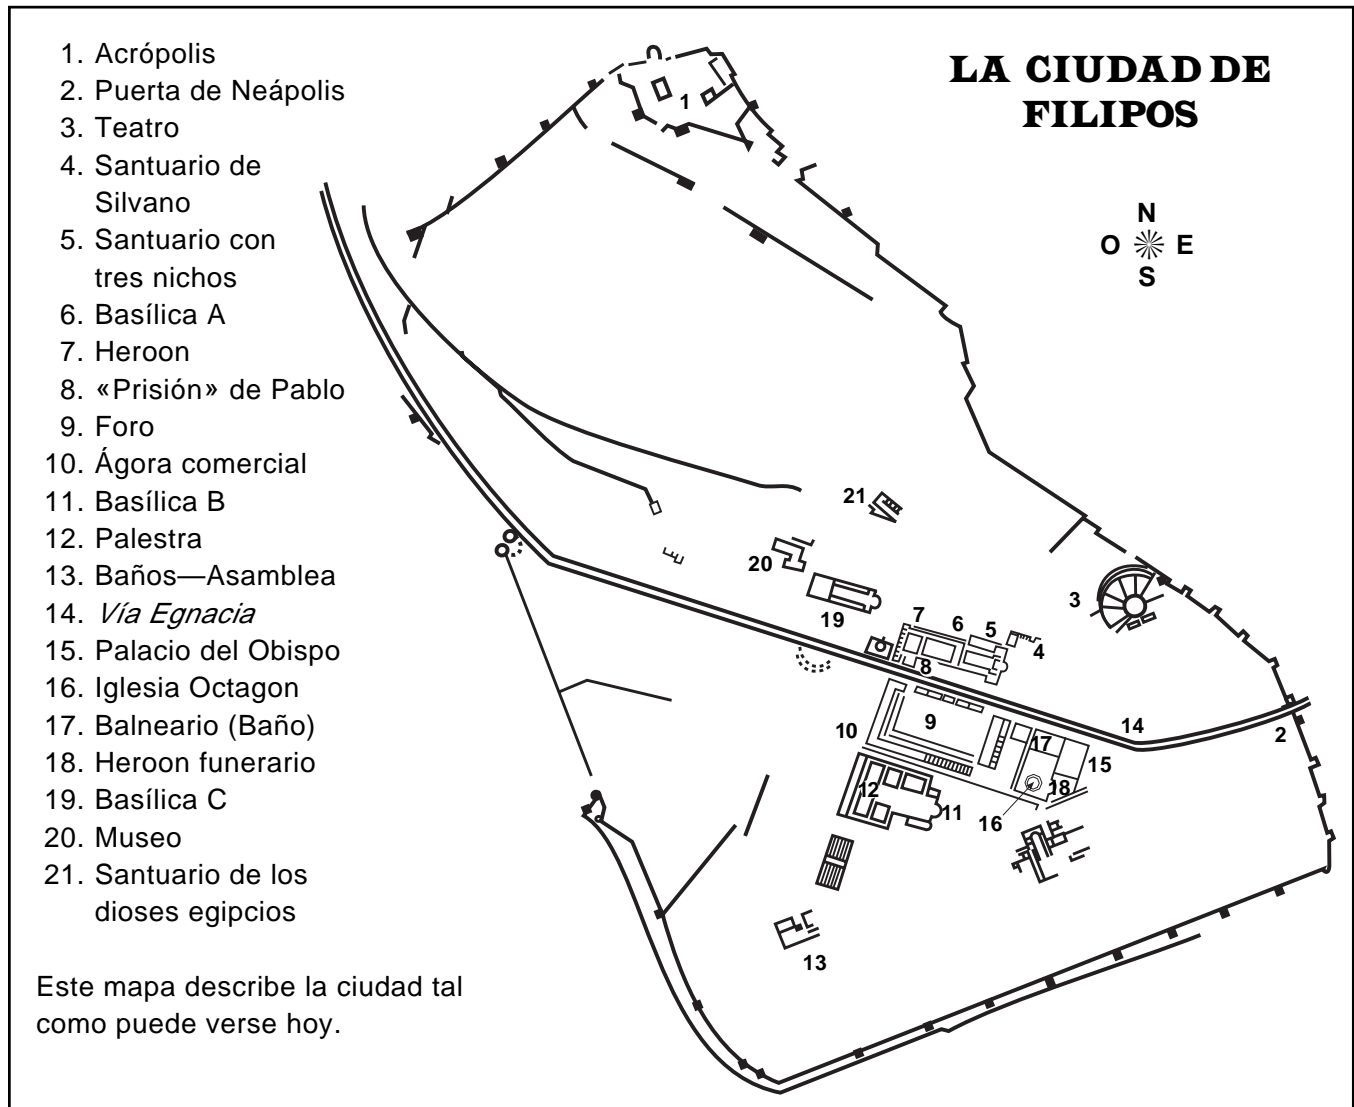 1. Acrópolis
2. Puerta de Neápolis
3. Teatro
4. Santuario de
Silvano
5. Santuario con
tres nichos
6. Basílica A
7. Heroon
8. «Prisión» de Pablo
9. Foro
10. Ágora comercial
11. Basílica B
12. Palestra
13. Baños—Asamblea
14. Vía Egnacia
15. Palacio del Obispo
16. Iglesia Octagon
17. Balneario (Baño)
18. Heroon funerario
19. Basílica C
20. Museo
21. Santuario de los
dioses egipcios
Este mapa describe la ciudad tal
como puede verse hoy.
LA CIUDAD DE
FILIPOS
N
O E
S
1
21
20
3
19
7
6
5
4
8
14
2
10
9
17
15
12
18
11
16
13